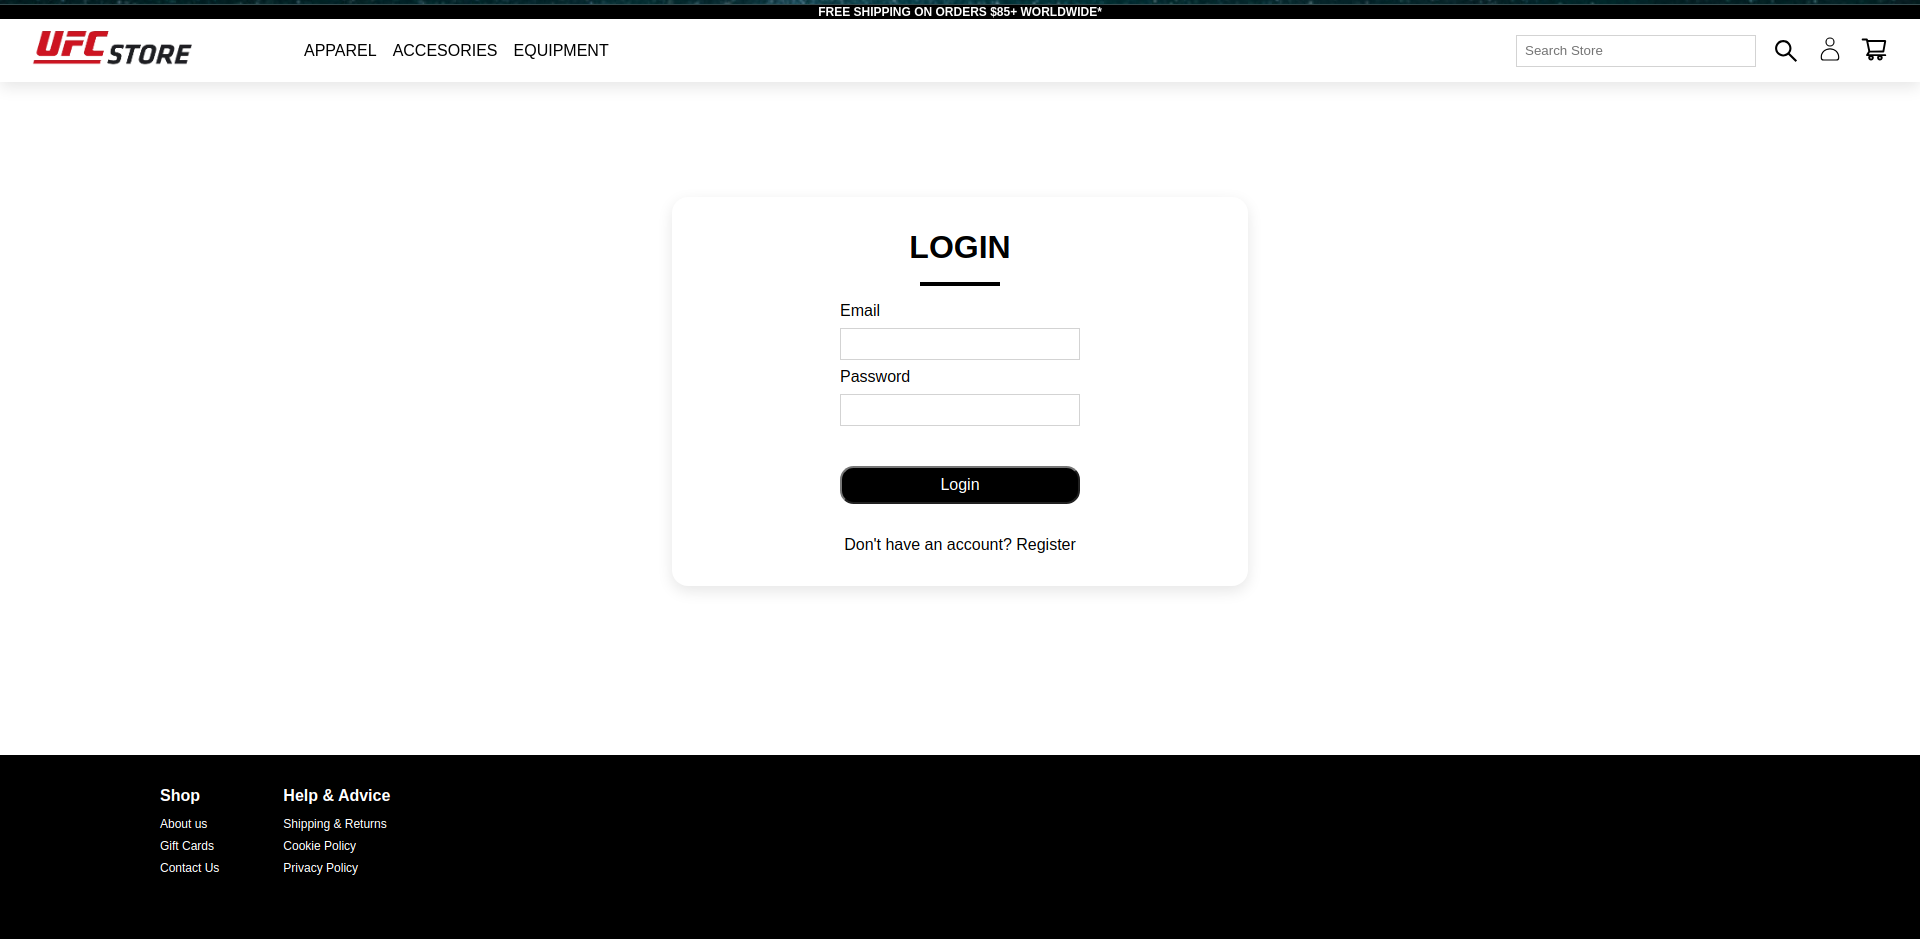 FREE SHIPPING ON ORDERS $85+ WORLDWIDE*
UFC STORE
APPAREL ACCESORIES EQUIPMENT
Search Store
LOGIN
Email
Password
Login
Don't have an account? Register
Shop
About us
Gift Cards
Contact Us
Help & Advice
Shipping & Returns
Cookie Policy
Privacy Policy